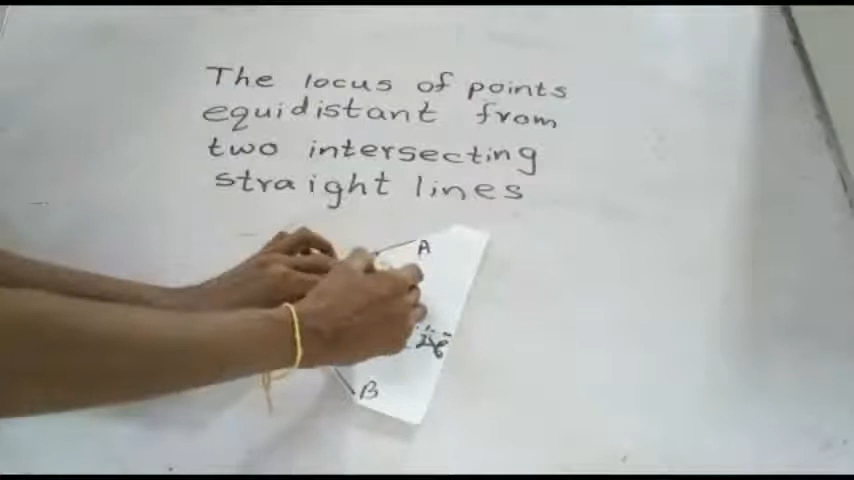 The locus of points
equidistant from
two intersecting
straight lines
A
B